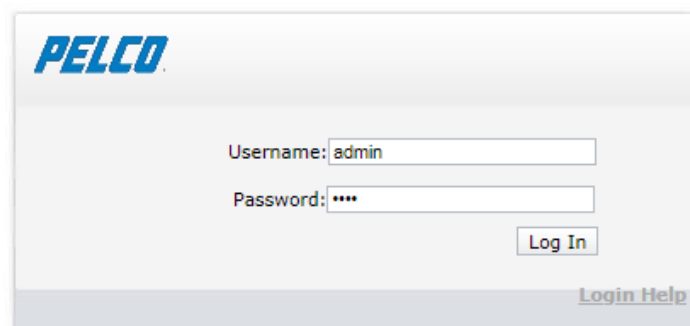 PELCO
Username: admin
Password: ••••
Log In
Login Help